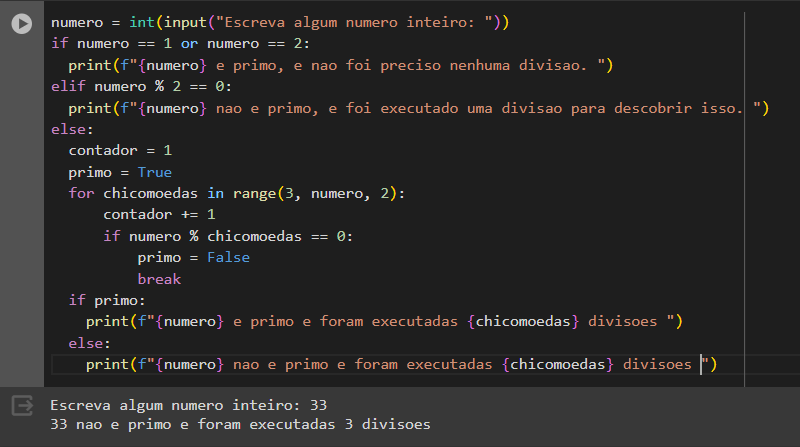 numero = int(input("Escreva algum numero inteiro: "))
if numero == 1 or numero == 2:
  print(f"{numero} e primo, e nao foi preciso nenhuma divisao. ")
elif numero % 2 == 0:
  print(f"{numero} nao e primo, e foi executado uma divisao para descobrir isso. ")
else:
  contador = 1
  primo = True
  for chicomoedas in range(3, numero, 2):
      contador += 1
      if numero % chicomoedas == 0:
          primo = False
          break
  if primo:
    print(f"{numero} e primo e foram executadas {chicomoedas} divisoes ")
  else:
    print(f"{numero} nao e primo e foram executadas {chicomoedas} divisoes ")
Escreva algum numero inteiro: 33
33 nao e primo e foram executadas 3 divisoes